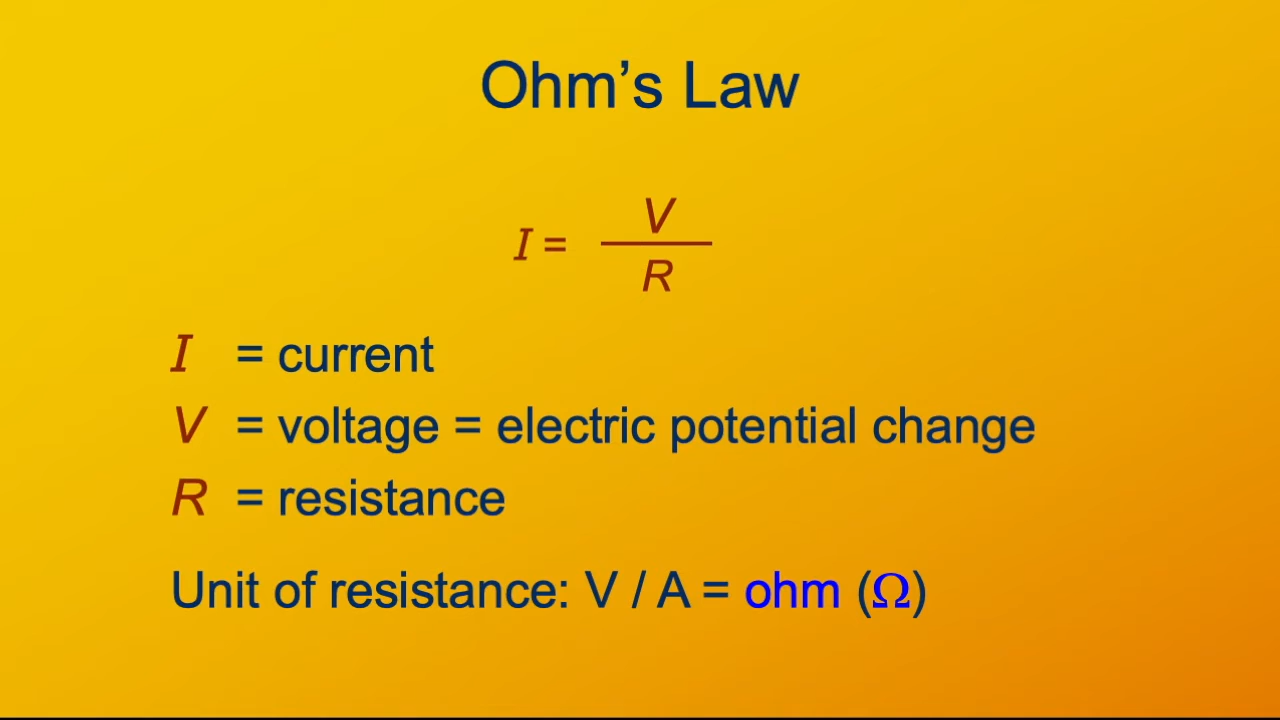 Ohm’s Law
I = V / R
I = current
V = voltage = electric potential change
R = resistance
Unit of resistance: V / A = ohm (Ω)